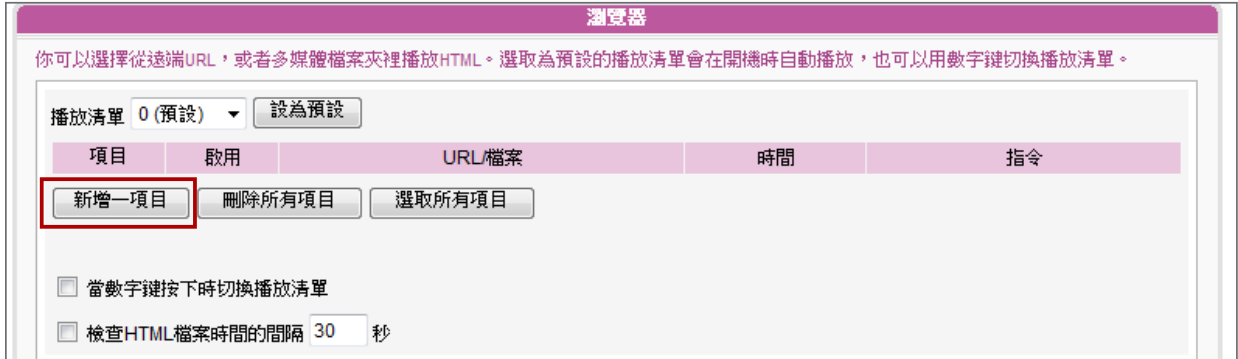 瀏覽器
你可以選擇從遠端URL，或者多媒體檔案夾裡播放HTML。選取為預設的播放清單會在開機時自動播放，也可以用數字鍵切換播放清單。
播放清單 0 (預設) 設為預設
項目 啟用 URL/檔案 時間 指令
新增一項目 刪除所有項目 選取所有項目
當數字鍵按下時切換播放清單
檢查HTML檔案時間的間隔 30 秒